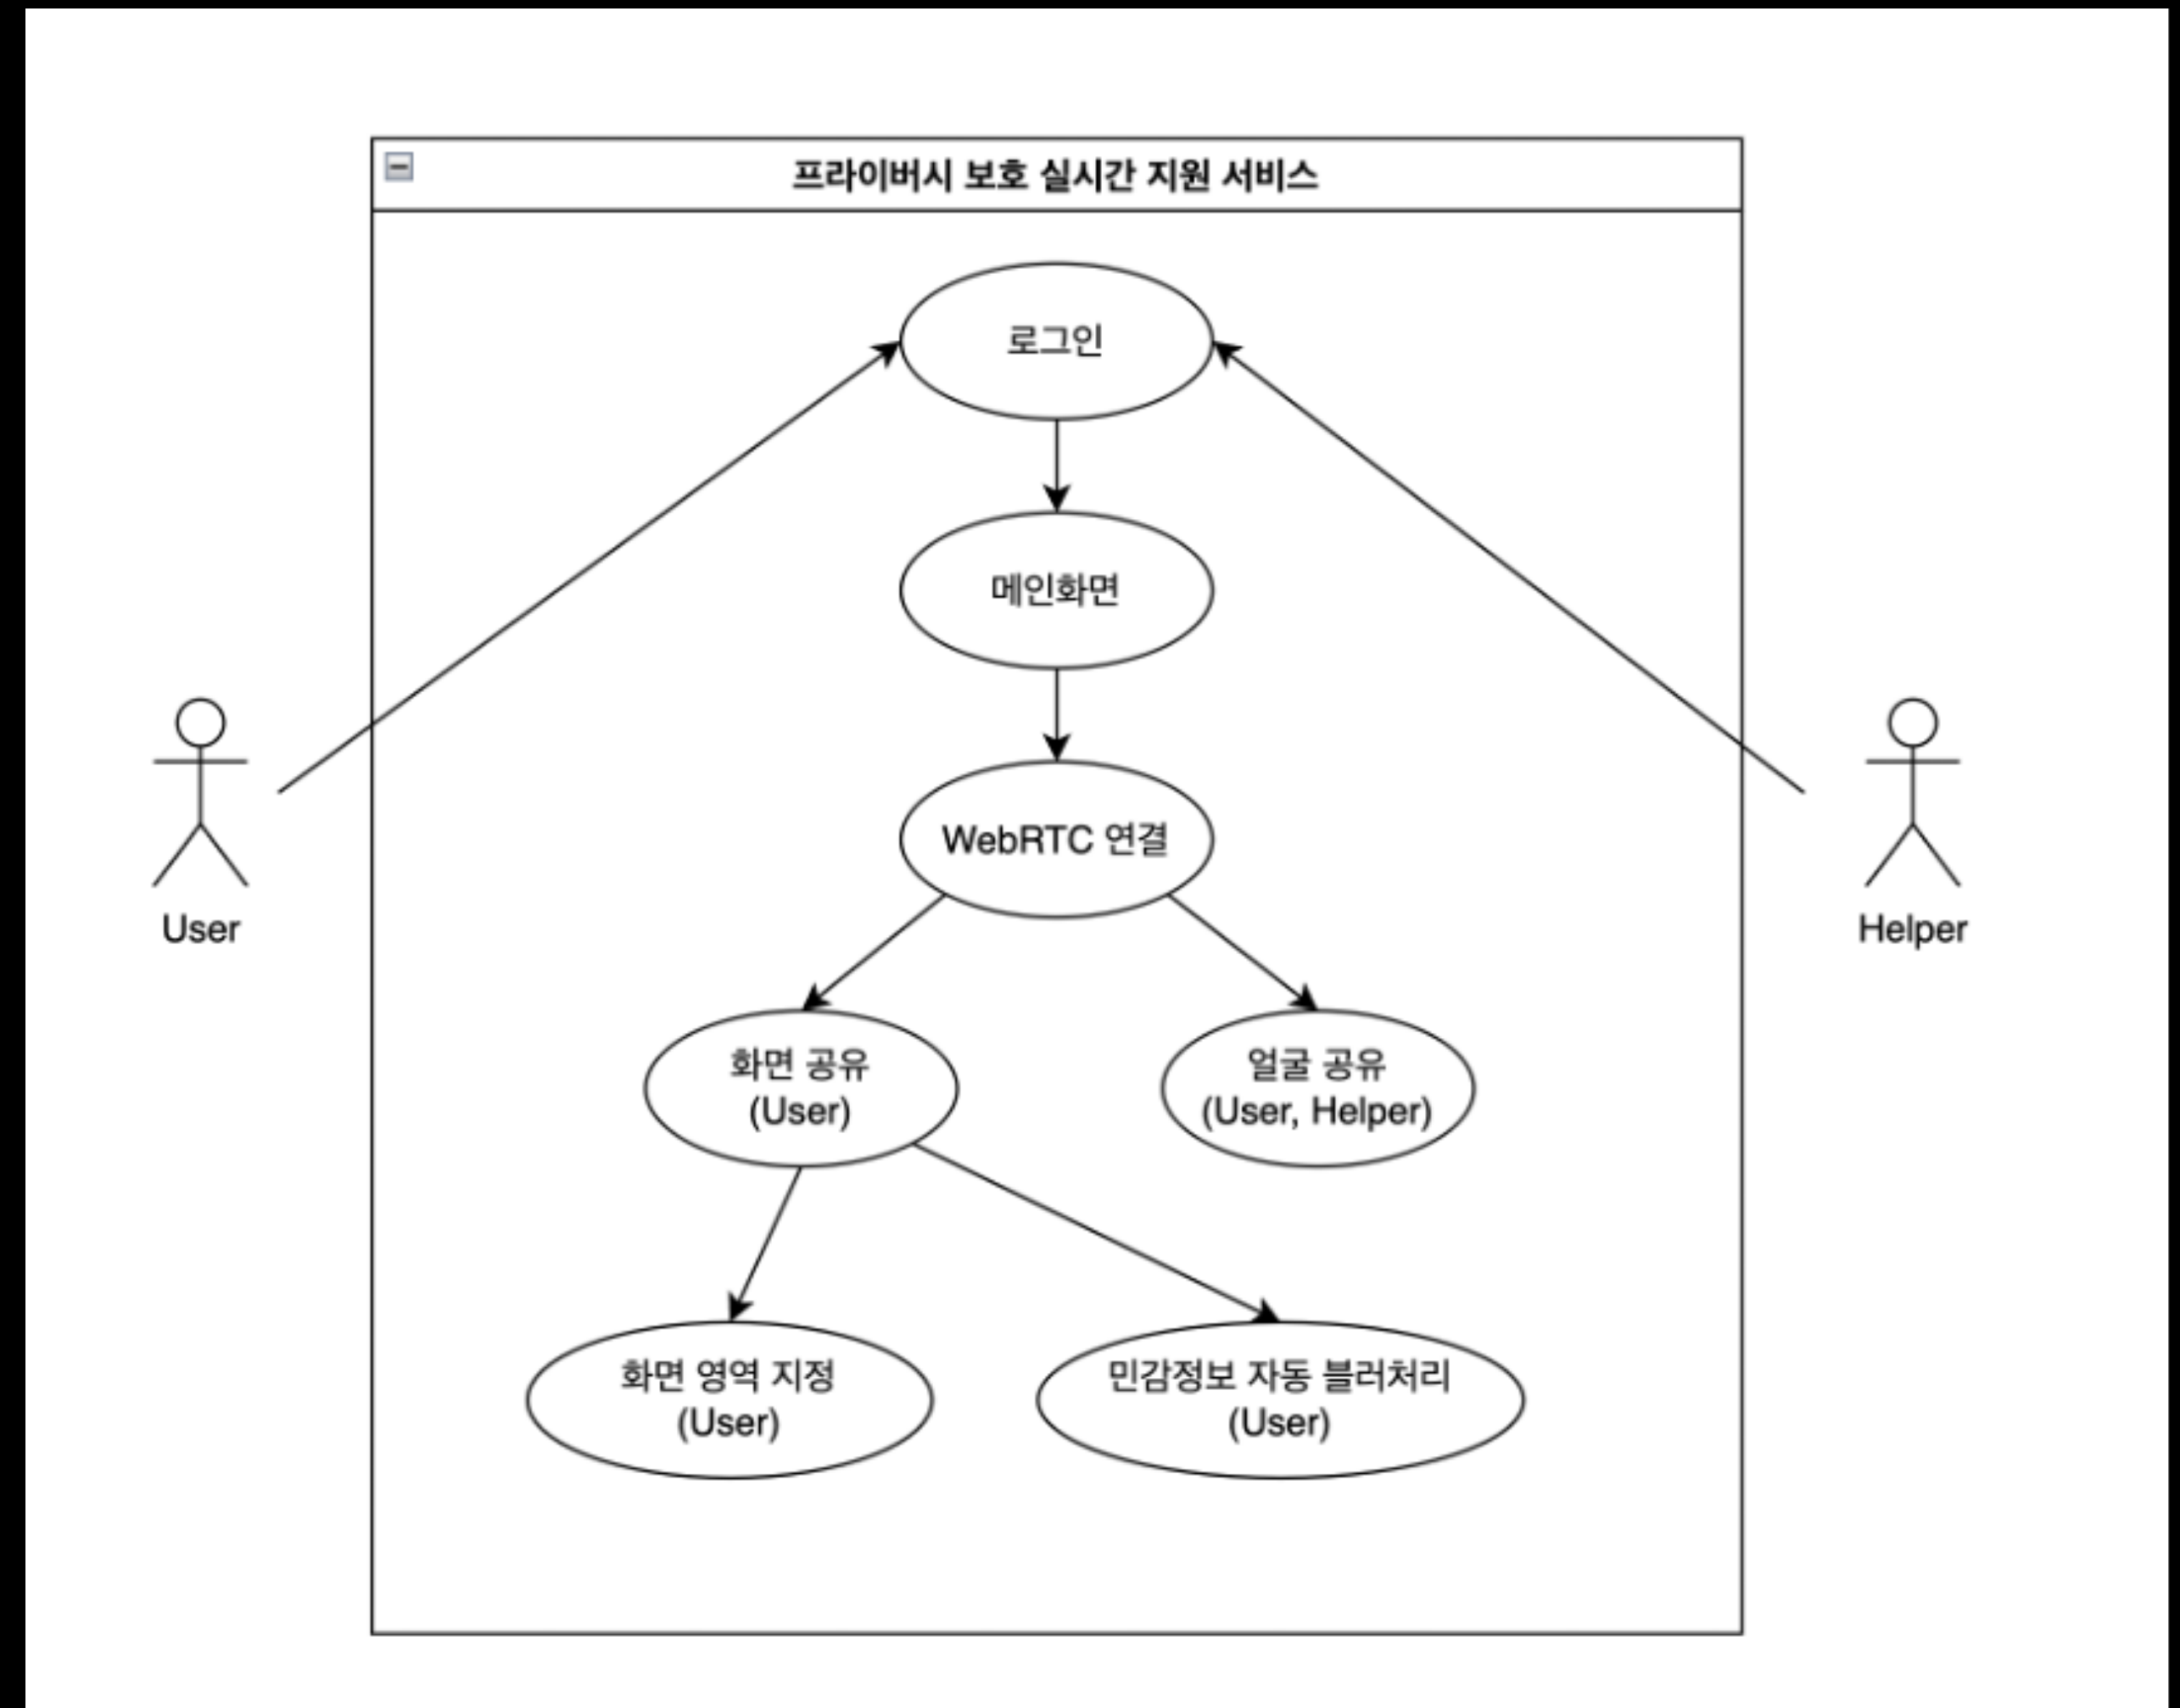 프라이버시 보호 실시간 지원 서비스
로그인
메인화면
WebRTC 연결
User
Helper
화면 공유
(User)
얼굴 공유
(User, Helper)
화면 영역 지정
(User)
민감정보 자동 블러처리
(User)